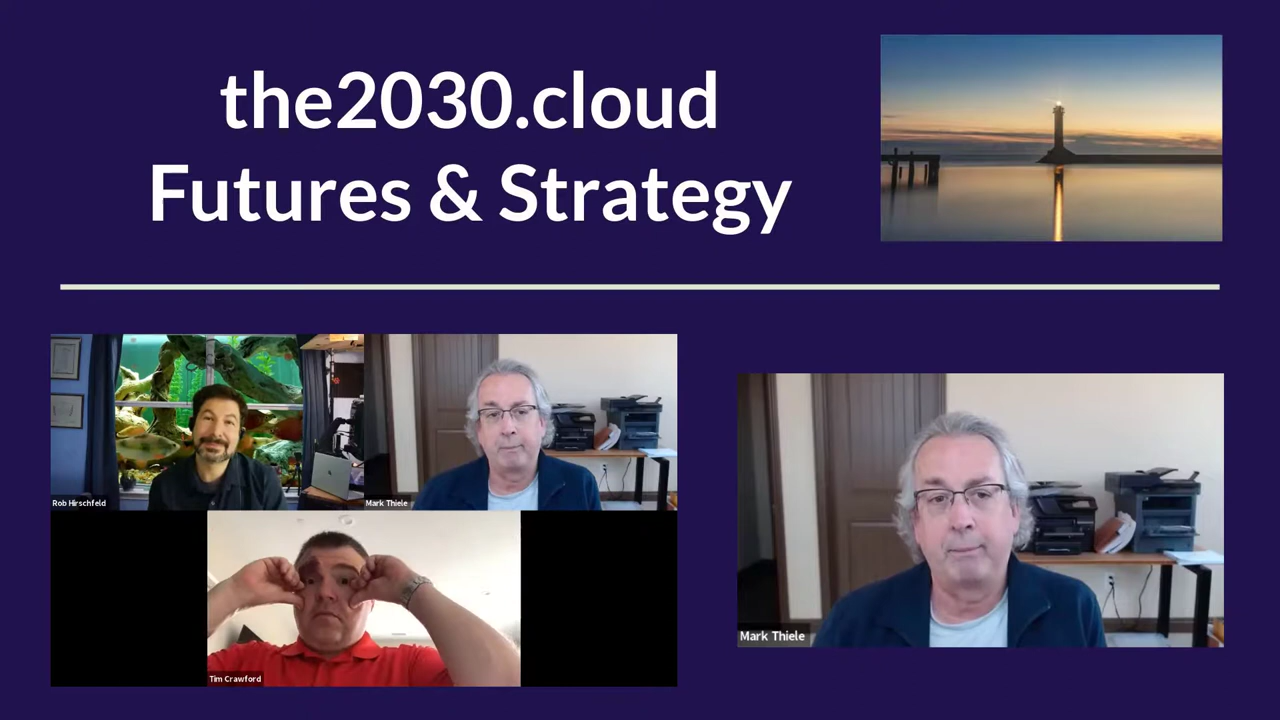 the2030.cloud
Futures & Strategy
Rob Hirschfeld
Mark Thiele
Tim Crawford
Mark Thiele